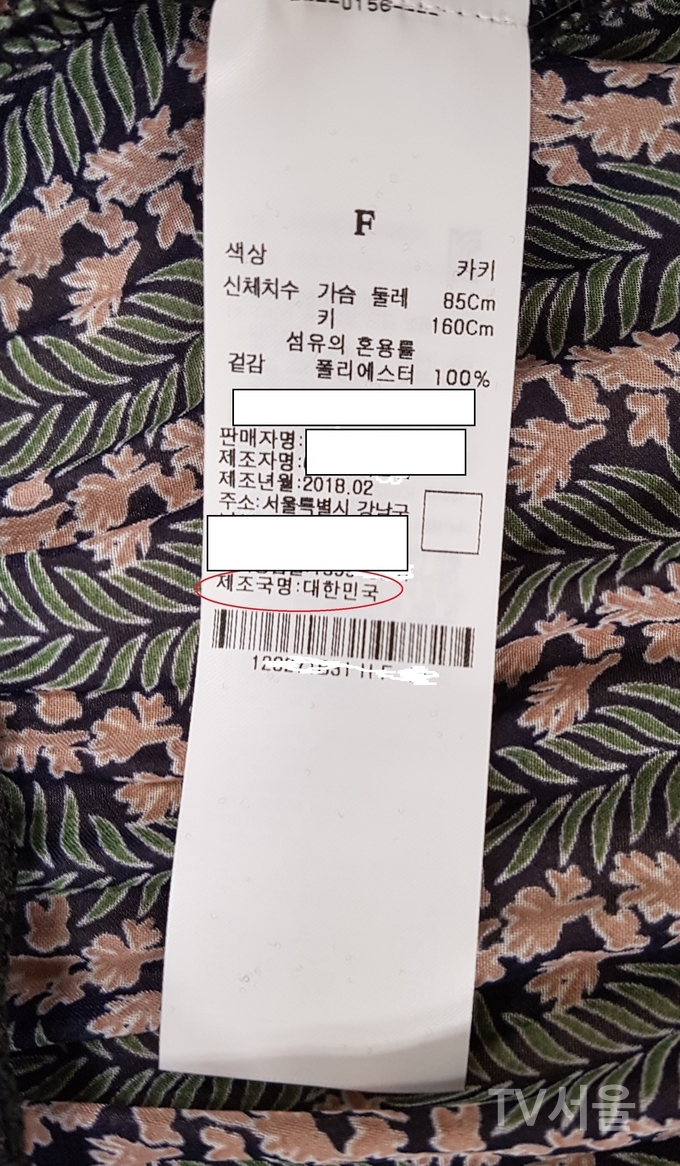 F
색상 카키
신체치수 가슴 둘레 85Cm
키 160Cm
섬유의 혼용률
겉감 폴리에스터 100%
판매자명:
제조자명:
제조년월:2018.02
주소:서울특별시 강남구
제조국명:대한민국
TV서울